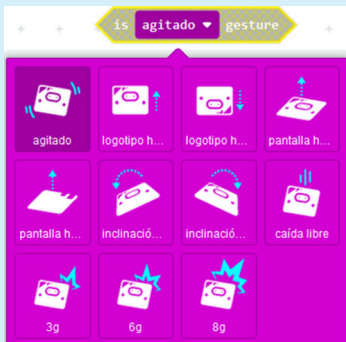 is agitado gesture
agitado logotipo h... logotipo h... pantalla h...
pantalla h... inclinació... inclinació... caída libre
3g 6g 8g